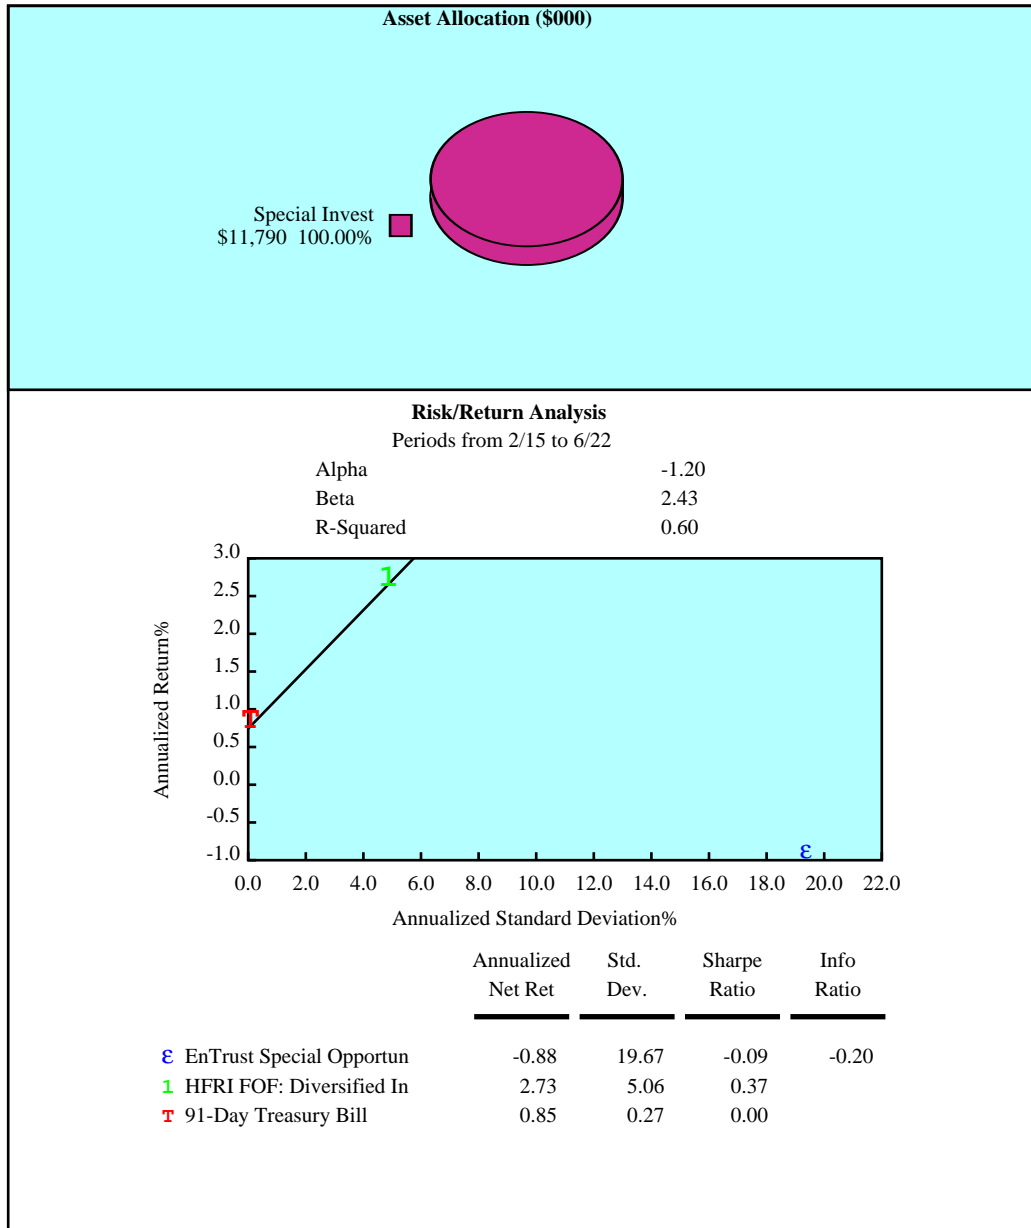 Asset Allocation ($000)
Special Invest
$11,790 100.00%
Risk/Return Analysis
Periods from 2/15 to 6/22
Alpha -1.20
Beta 2.43
R-Squared 0.60
3.0
2.5
2.0
1.5
1.0
0.5
0.0
-0.5
-1.0
Annualized Return%
1
T
ε
0.0 2.0 4.0 6.0 8.0 10.0 12.0 14.0 16.0 18.0 20.0 22.0
Annualized Standard Deviation%
Annualized Std. Sharpe Info
Net Ret Dev. Ratio Ratio
ε EnTrust Special Opportun -0.88 19.67 -0.09 -0.20
1 HFRI FOF: Diversified In 2.73 5.06 0.37
T 91-Day Treasury Bill 0.85 0.27 0.00